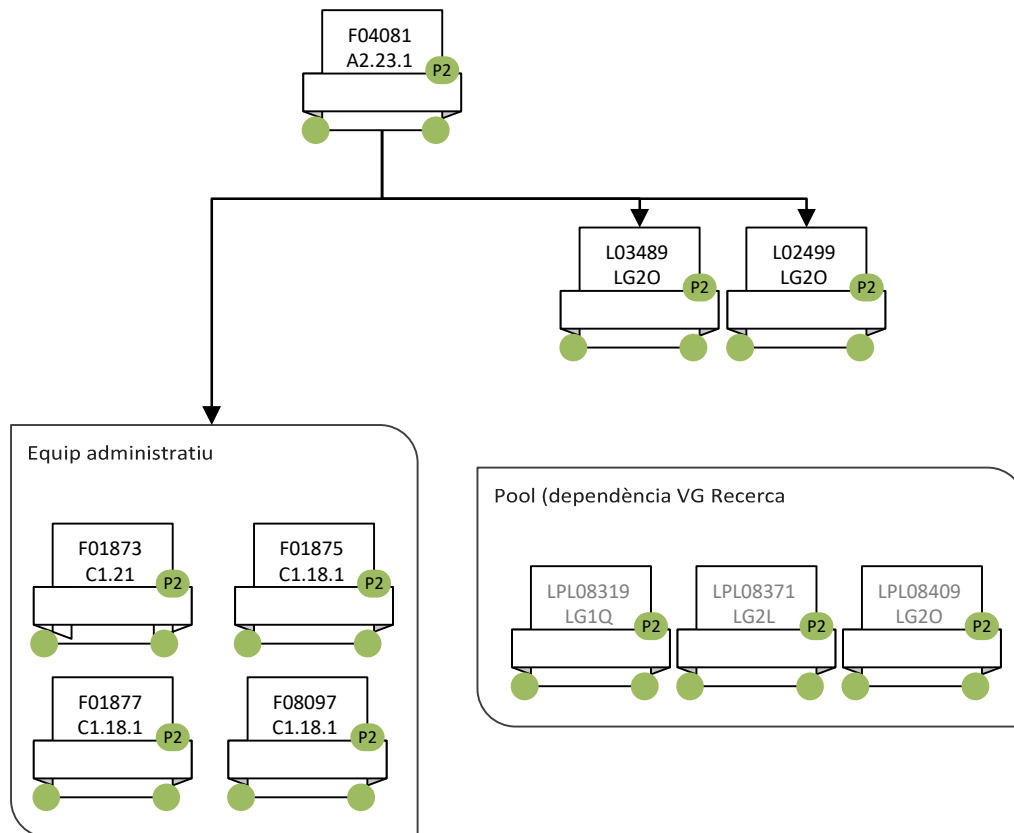 F04081
A2.23.1
P2
L03489
LG2O
P2
L02499
LG2O
P2
Equip administratiu
F01873
C1.21
P2
F01875
C1.18.1
P2
F01877
C1.18.1
P2
F08097
C1.18.1
P2
Pool (dependència VG Recerca
LPL08319
LG1Q
P2
LPL08371
LG2L
P2
LPL08409
LG2O
P2